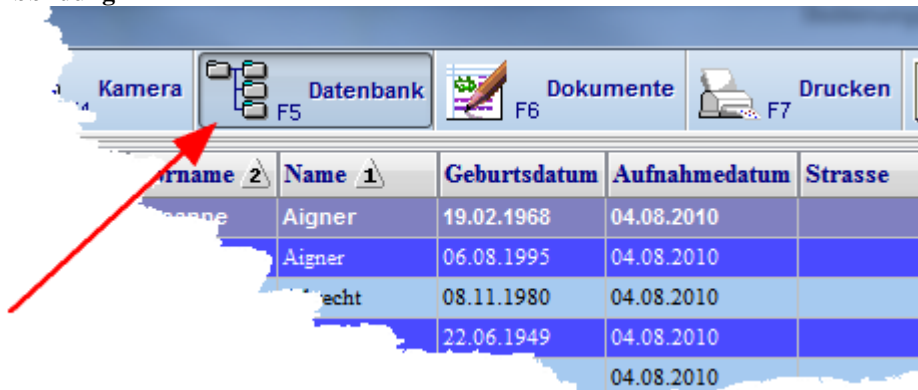 Kamera
Datenbank
F5
Dokumente
F6
Drucken
F7
Name 1 Geburtsdatum Aufnahmedatum Strasse
2
Aigner 19.02.1968 04.08.2010
Aigner 06.08.1995 04.08.2010
08.11.1980 04.08.2010
22.06.1949 04.08.2010
04.08.2010